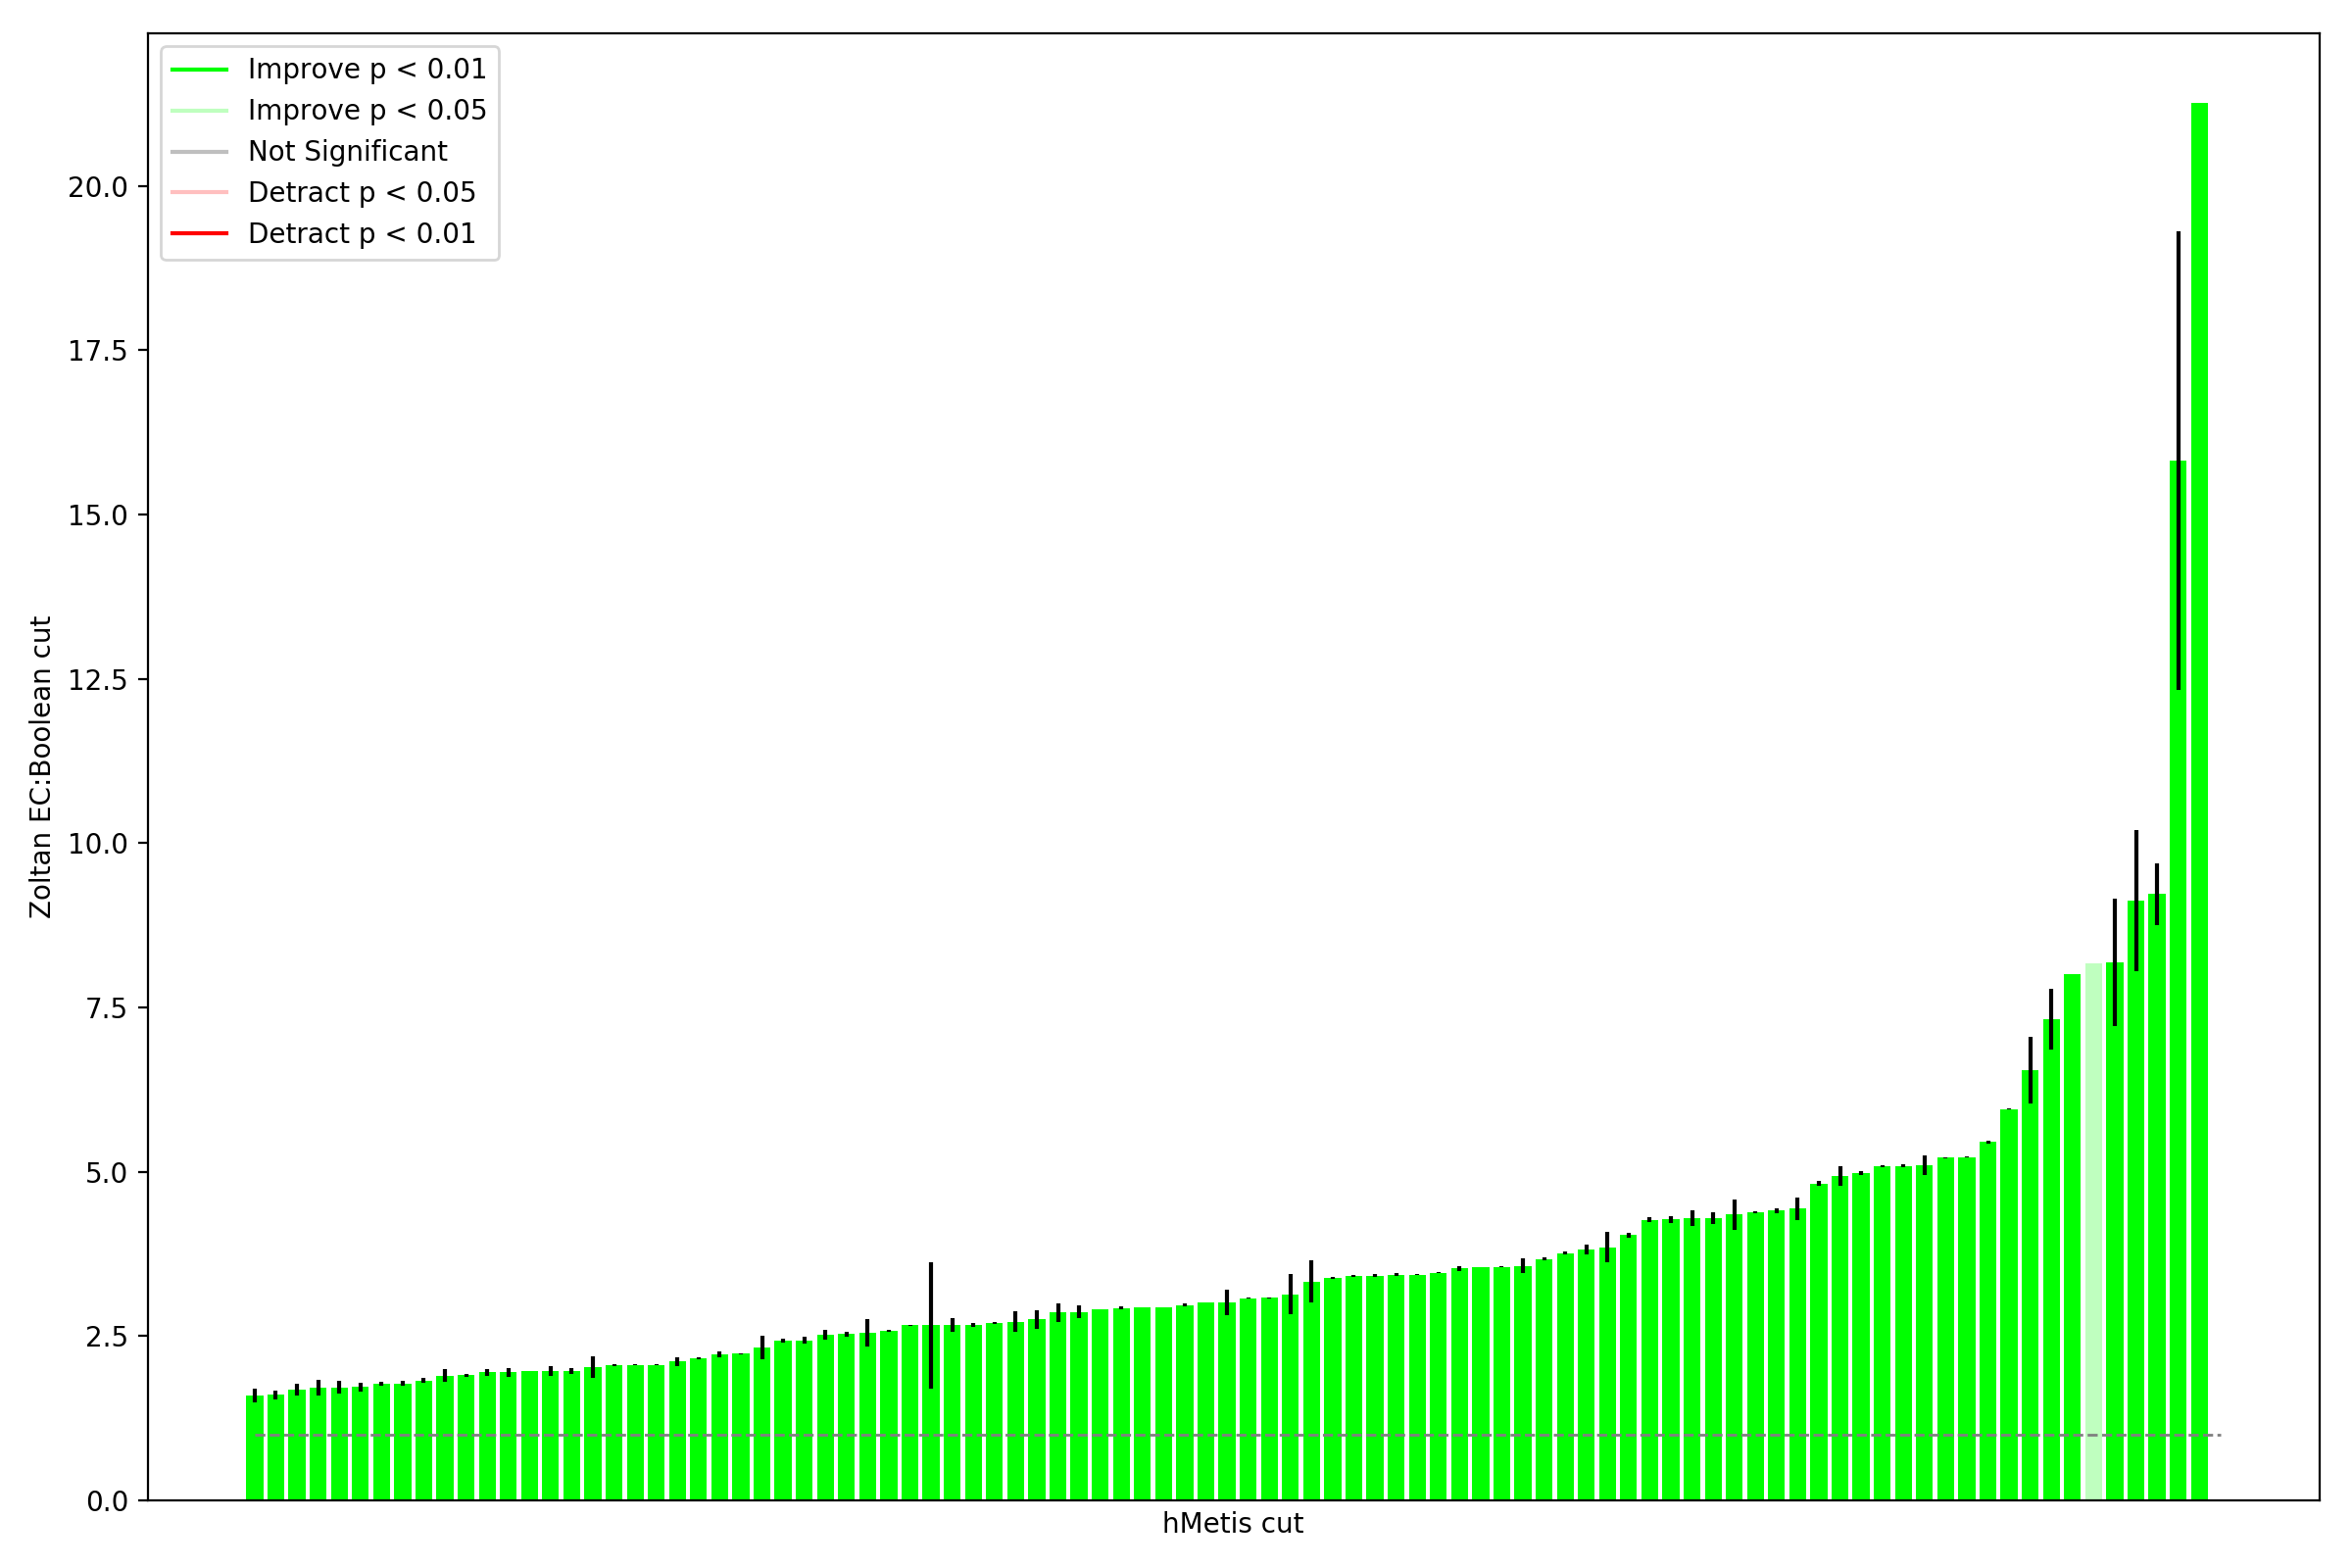 Improve p < 0.01
Improve p < 0.05
Not Significant
Detract p < 0.05
Detract p < 0.01
20.0
17.5
15.0
12.5
10.0
7.5
5.0
2.5
0.0
Zoltan EC:Boolean cut
hMetis cut